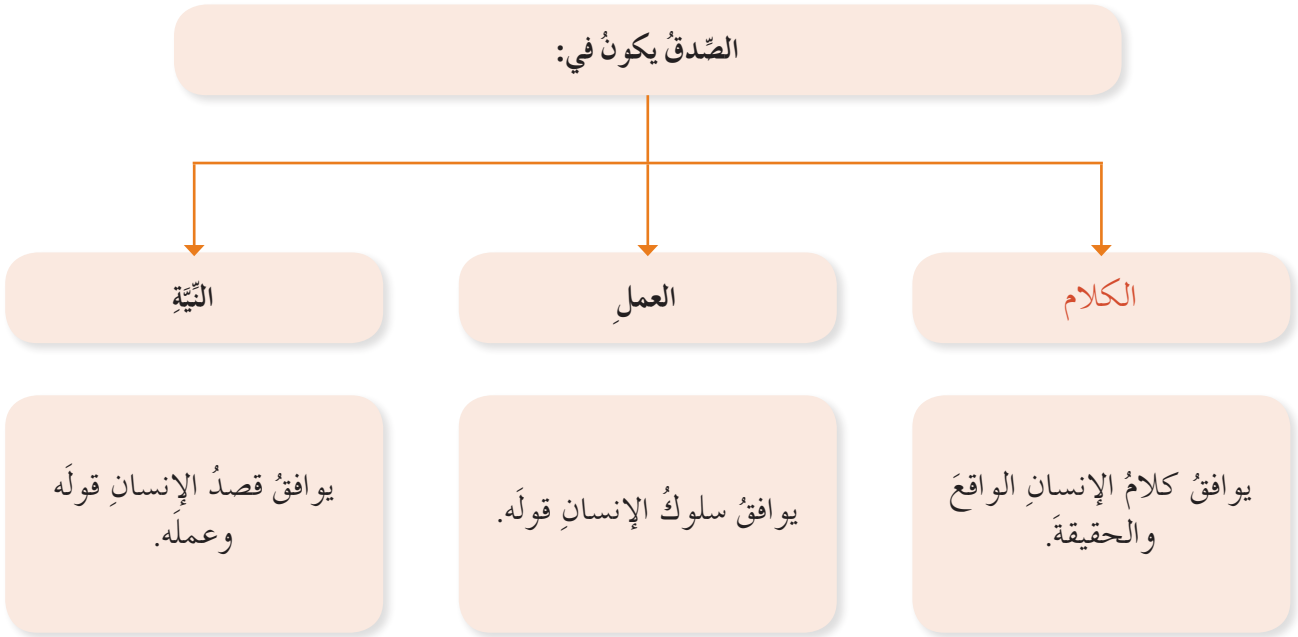 الصِّدقُ يكونُ في:
الكلام
العملِ
النِّيَّةِ
يوافقُ كلامُ الإنسانِ الواقعَ
والحقيقةَ.
يوافقُ سلوكُ الإنسانِ قولَه.
يوافقُ قصدُ الإنسانِ قولَه
وعملَه.